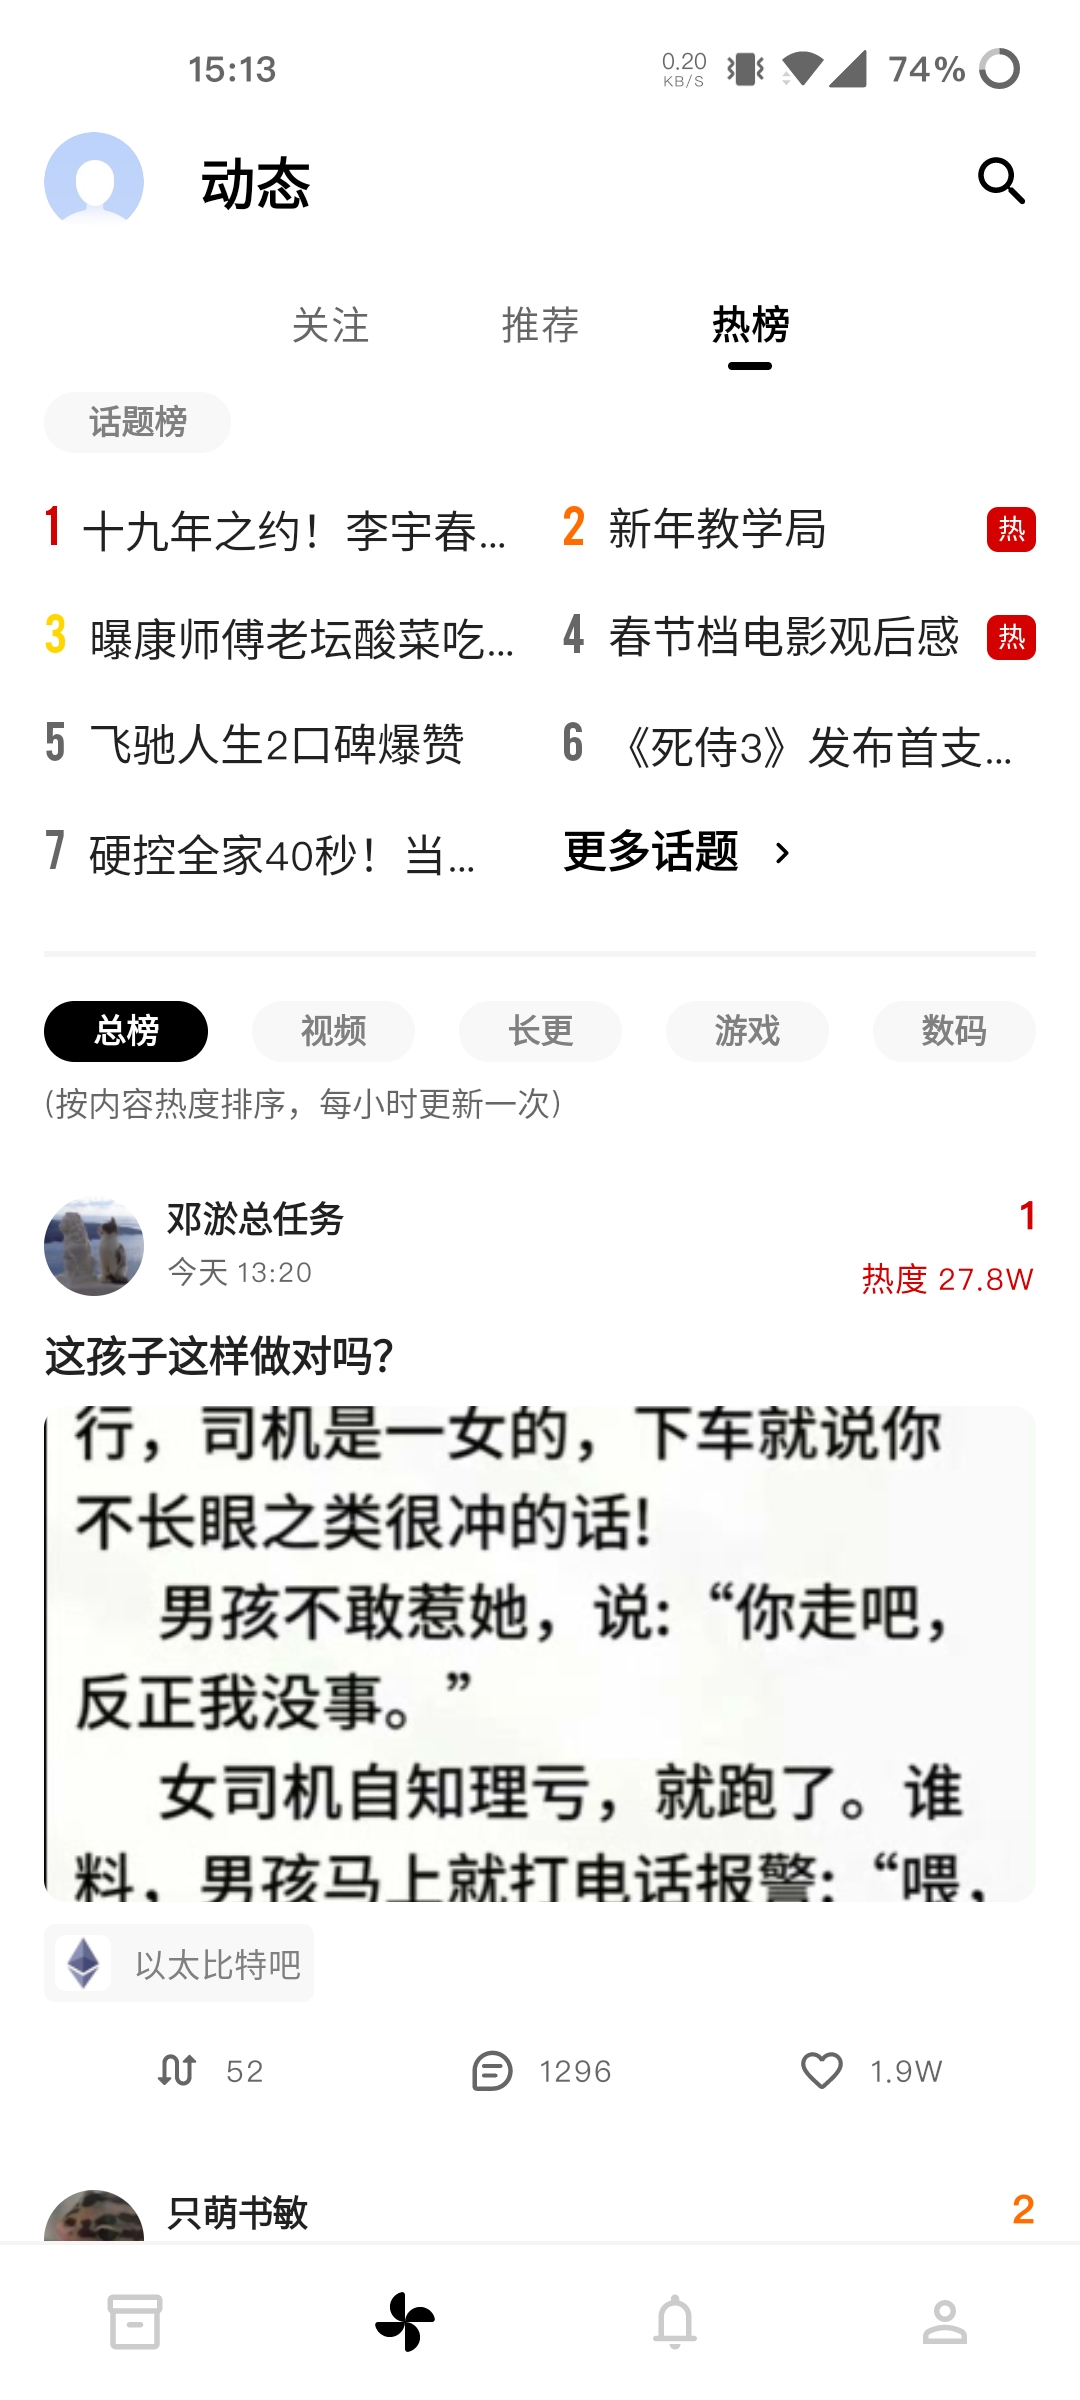 15:13
0.20
KB/S
74%
动态
关注
推荐
热榜
话题榜
1 十九年之约！李宇春...
2 新年教学局 热
3 曝康师傅老坛酸菜吃...
4 春节档电影观后感 热
5 飞驰人生2口碑爆赞
6 《死侍3》发布首支...
7 硬控全家40秒！当...
更多话题 ›
总榜
视频
长更
游戏
数码
(按内容热度排序，每小时更新一次)
邓淤总任务
1
今天 13:20
热度 27.8W
这孩子这样做对吗？
行，司机是一女的，下车就说你
不长眼之类很冲的话！
男孩不敢惹她，说：“你走吧，
反正我没事。”
女司机自知理亏，就跑了。谁
料，男孩马上就打电话报警：“喂，
以太比特吧
52
1296
1.9W
只萌书敏
2